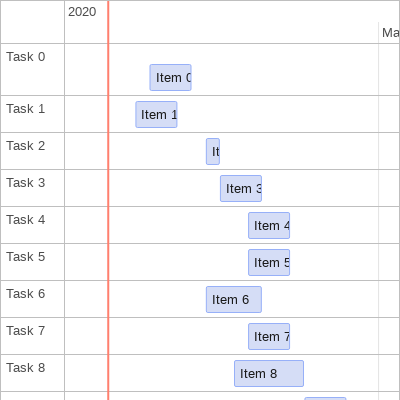 2020
Ma
Task 0
Item 0
Task 1
Item 1
Task 2
It
Task 3
Item 3
Task 4
Item 4
Task 5
Item 5
Task 6
Item 6
Task 7
Item 7
Task 8
Item 8